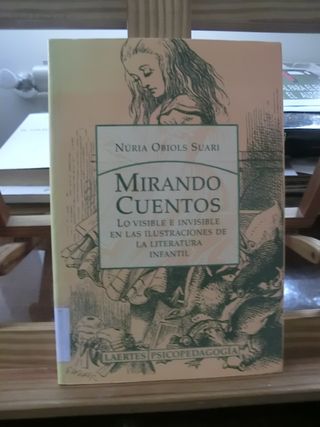 NÚRIA OBIOLS SUARI
MIRANDO
CUENTOS
LO VISIBLE E INVISIBLE
EN LAS ILUSTRACIONES DE
LA LITERATURA
INFANTIL
LAERTES PSICOPEDAGOGÍA